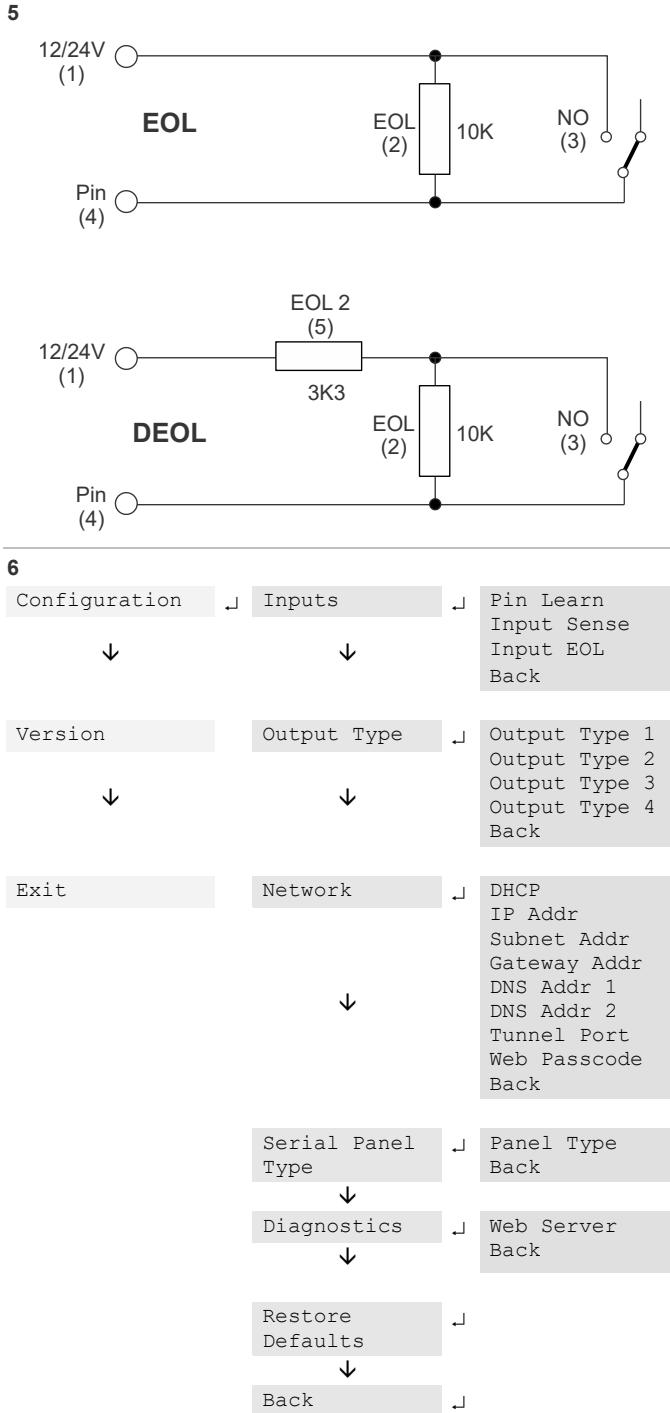 5
12/24V
(1)
EOL
EOL
(2)
10K
NO
(3)
Pin
(4)
EOL 2
(5)
12/24V
(1)
3K3
DEOL
EOL
(2)
10K
NO
(3)
Pin
(4)
6
Configuration ↵ Inputs ↵ Pin Learn
Input Sense
Input EOL
Back
Version Output Type ↵ Output Type 1
Output Type 2
Output Type 3
Output Type 4
Back
Exit Network ↵ DHCP
IP Addr
Subnet Addr
Gateway Addr
DNS Addr 1
DNS Addr 2
Tunnel Port
Web Passcode
Back
Serial Panel ↵ Panel Type
Type Back
Diagnostics ↵ Web Server
Back
Restore ↵
Defaults
Back ↵